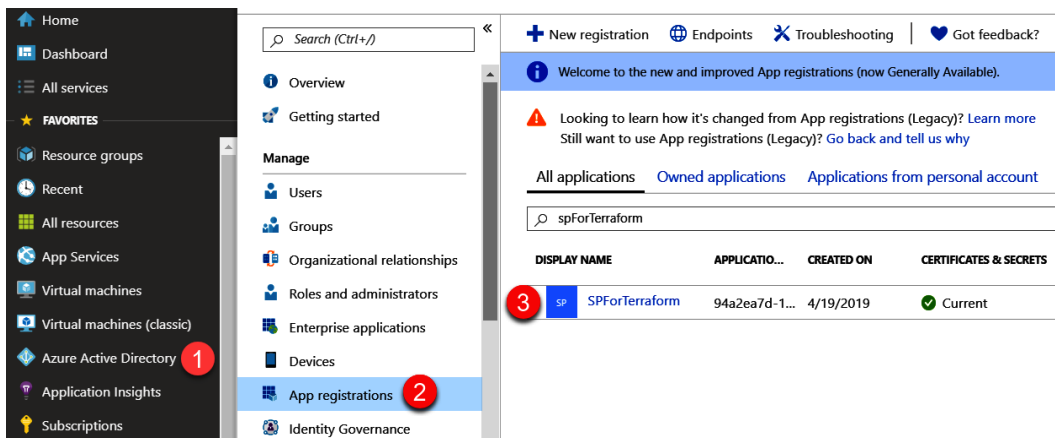 Home
Dashboard
All services
FAVORITES
Resource groups
Recent
All resources
App Services
Virtual machines
Virtual machines (classic)
Azure Active Directory 1
Application Insights
Subscriptions
Search (Ctrl+/)
«
Overview
Getting started
Manage
Users
Groups
Organizational relationships
Roles and administrators
Enterprise applications
Devices
App registrations 2
Identity Governance
New registration Endpoints Troubleshooting Got feedback?
Welcome to the new and improved App registrations (now Generally Available).
Looking to learn how it's changed from App registrations (Legacy)? Learn more
Still want to use App registrations (Legacy)? Go back and tell us why
All applications Owned applications Applications from personal account
spForTerraform
DISPLAY NAME APPLICATIO... CREATED ON CERTIFICATES & SECRETS
3 SP SPForTerraform 94a2ea7d-1... 4/19/2019 Current